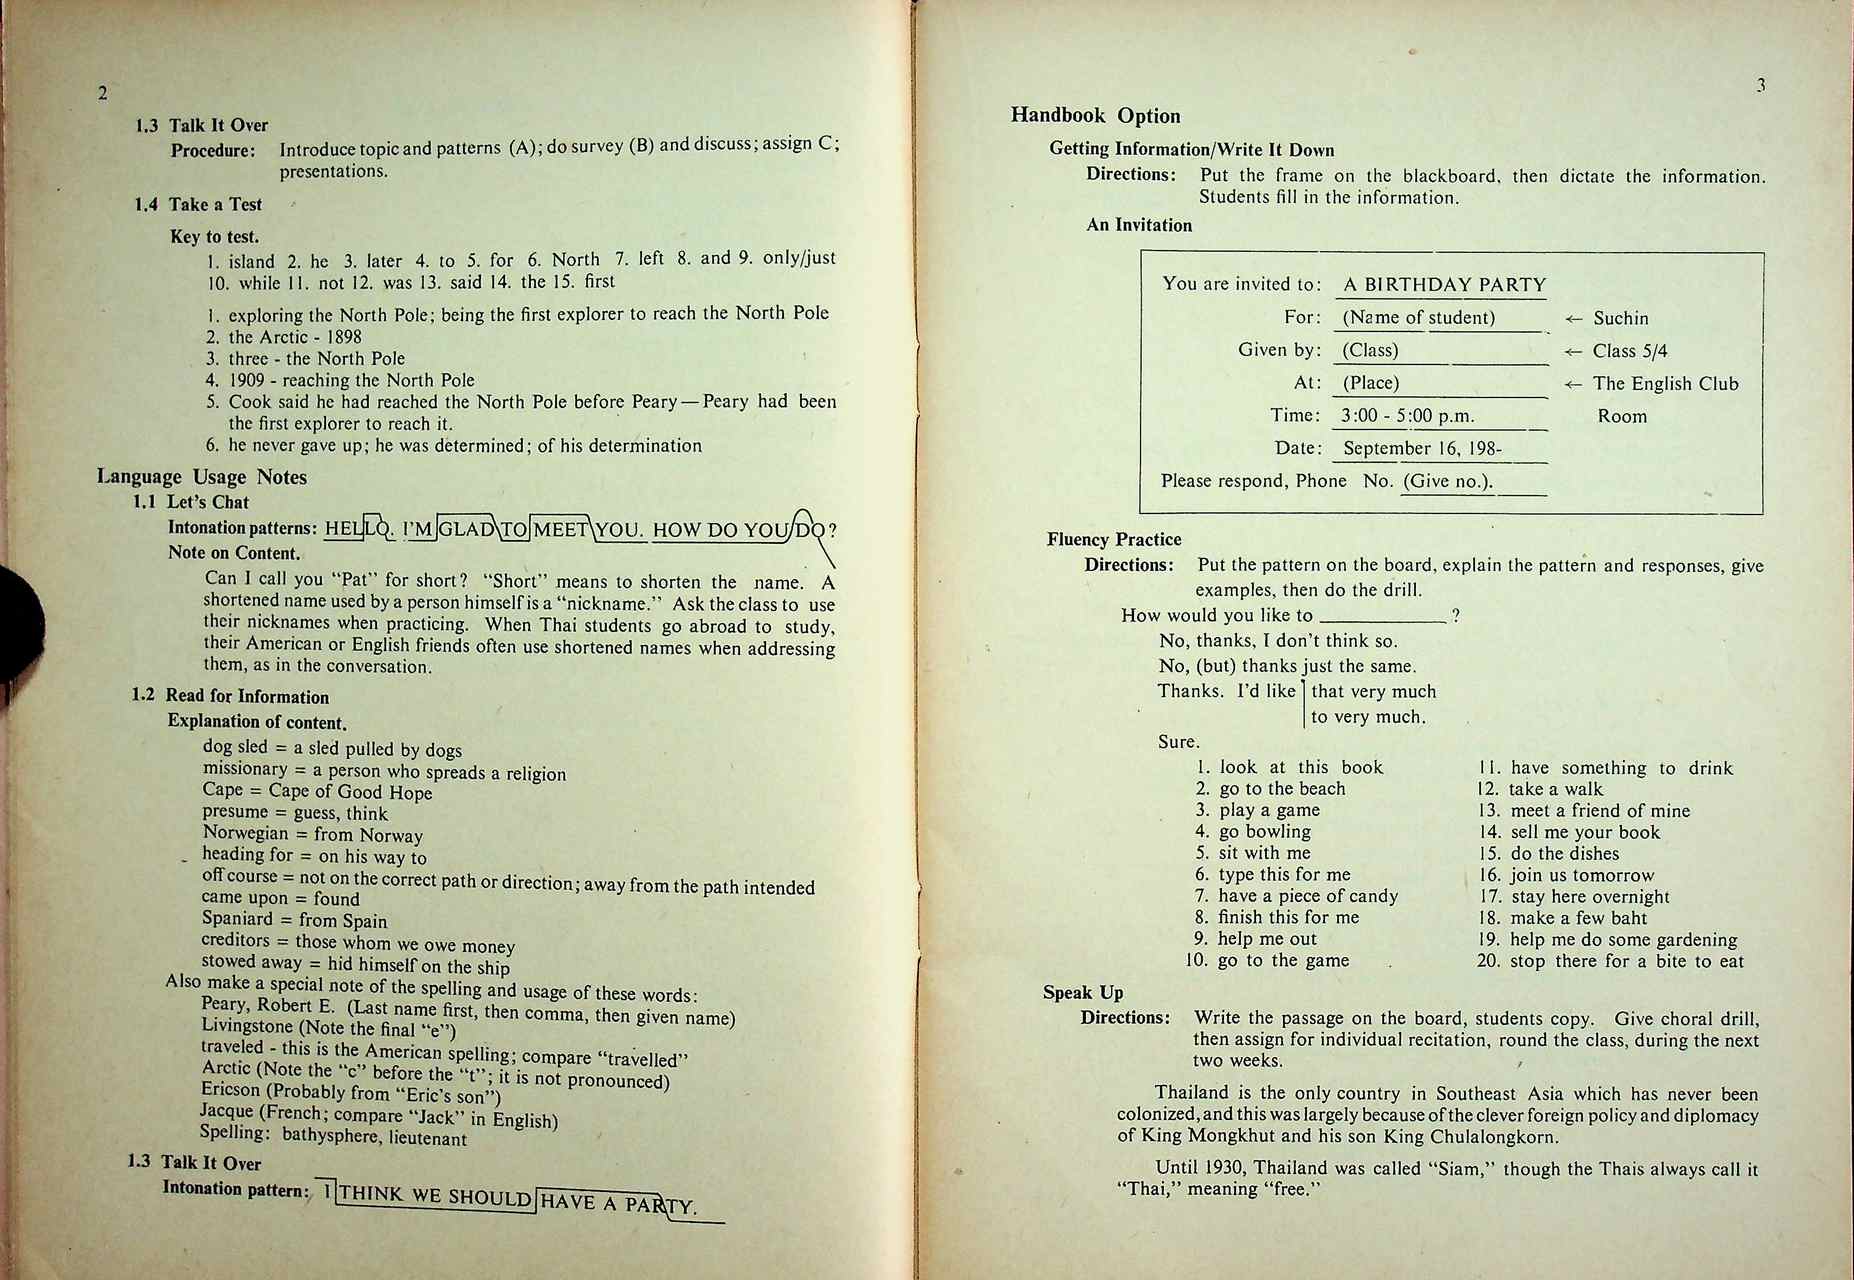 2
1.3 Talk It Over
Procedure: Introduce topic and patterns (A); do survey (B) and discuss; assign C;
presentations.
1.4 Take a Test
Key to test.
1. island 2. he 3. later 4. to 5. for 6. North 7. left 8. and 9. only/just
10. while 11. not 12. was 13. said 14. the 15. first
1. exploring the North Pole; being the first explorer to reach the North Pole
2. the Arctic - 1898
3. three - the North Pole
4. 1909 - reaching the North Pole
5. Cook said he had reached the North Pole before Peary — Peary had been
the first explorer to reach it.
6. he never gave up; he was determined; of his determination
Language Usage Notes
1.1 Let's Chat
Intonation patterns: HELLO. I'M GLAD TO MEET YOU. HOW DO YOU DO?
Note on Content.
Can I call you "Pat" for short? "Short" means to shorten the name. A
shortened name used by a person himself is a "nickname." Ask the class to use
their nicknames when practicing. When Thai students go abroad to study,
their American or English friends often use shortened names when addressing
them, as in the conversation.
1.2 Read for Information
Explanation of content.
dog sled = a sled pulled by dogs
missionary = a person who spreads a religion
Cape = Cape of Good Hope
presume = guess, think
Norwegian = from Norway
heading for = on his way to
off course = not on the correct path or direction; away from the path intended
came upon = found
Spaniard = from Spain
creditors = those whom we owe money
stowed away = hid himself on the ship
Also make a special note of the spelling and usage of these words:
Peary, Robert E. (Last name first, then comma, then given name)
Livingstone (Note the final "e")
traveled - this is the American spelling; compare "travelled"
Arctic (Note the "c" before the "t"; it is not pronounced)
Ericson (Probably from "Eric's son")
Jacque (French; compare "Jack" in English)
Spelling: bathysphere, lieutenant
1.3 Talk It Over
Intonation pattern: I THINK WE SHOULD HAVE A PARTY.
3
Handbook Option
Getting Information/Write It Down
Directions: Put the frame on the blackboard, then dictate the information.
Students fill in the information.
An Invitation
You are invited to: A BIRTHDAY PARTY
For: (Name of student) ← Suchin
Given by: (Class) ← Class 5/4
At: (Place) ← The English Club
Time: 3:00 - 5:00 p.m. Room
Date: September 16, 198-
Please respond, Phone No. (Give no.).
Fluency Practice
Directions: Put the pattern on the board, explain the pattern and responses, give
examples, then do the drill.
How would you like to ____________ ?
No, thanks, I don't think so.
No, (but) thanks just the same.
Thanks. I'd like that very much
to very much.
Sure.
1. look at this book
2. go to the beach
3. play a game
4. go bowling
5. sit with me
6. type this for me
7. have a piece of candy
8. finish this for me
9. help me out
10. go to the game
11. have something to drink
12. take a walk
13. meet a friend of mine
14. sell me your book
15. do the dishes
16. join us tomorrow
17. stay here overnight
18. make a few baht
19. help me do some gardening
20. stop there for a bite to eat
Speak Up
Directions: Write the passage on the board, students copy. Give choral drill,
then assign for individual recitation, round the class, during the next
two weeks.
Thailand is the only country in Southeast Asia which has never been
colonized, and this was largely because of the clever foreign policy and diplomacy
of King Mongkhut and his son King Chulalongkorn.
Until 1930, Thailand was called "Siam," though the Thais always call it
"Thai," meaning "free."